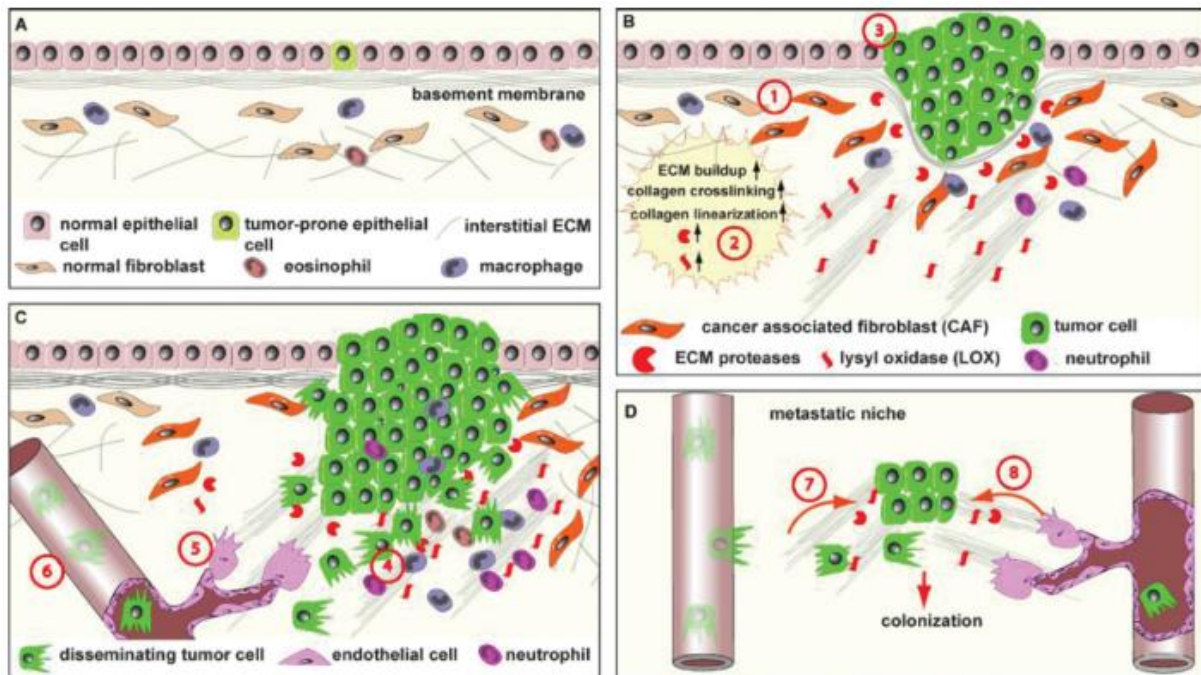 A
basement membrane
normal epithelial cell
tumor-prone epithelial cell
interstitial ECM
normal fibroblast
eosinophil
macrophage
B
3
1
ECM buildup
collagen crosslinking
collagen linearization
2
cancer associated fibroblast (CAF)
tumor cell
ECM proteases
lysyl oxidase (LOX)
neutrophil
C
5
4
6
disseminating tumor cell
endothelial cell
neutrophil
D
metastatic niche
7
8
colonization